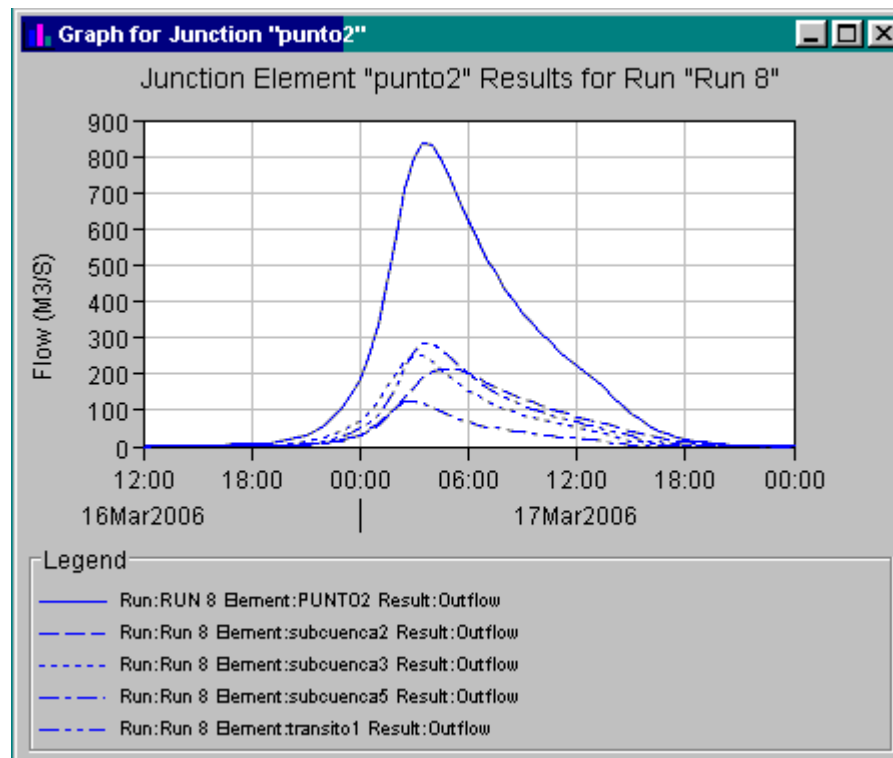 Graph for Junction "punto2"
Junction Element "punto2" Results for Run "Run 8"
900
800
700
600
500
400
300
200
100
0
Flow (M3/S)
12:00 18:00 00:00 06:00 12:00 18:00 00:00
16Mar2006 17Mar2006
Legend
Run:RUN 8 Element:PUNTO2 Result:Outflow
Run:Run 8 Element:subcuenca2 Result:Outflow
Run:Run 8 Element:subcuenca3 Result:Outflow
Run:Run 8 Element:subcuenca5 Result:Outflow
Run:Run 8 Element:transito1 Result:Outflow